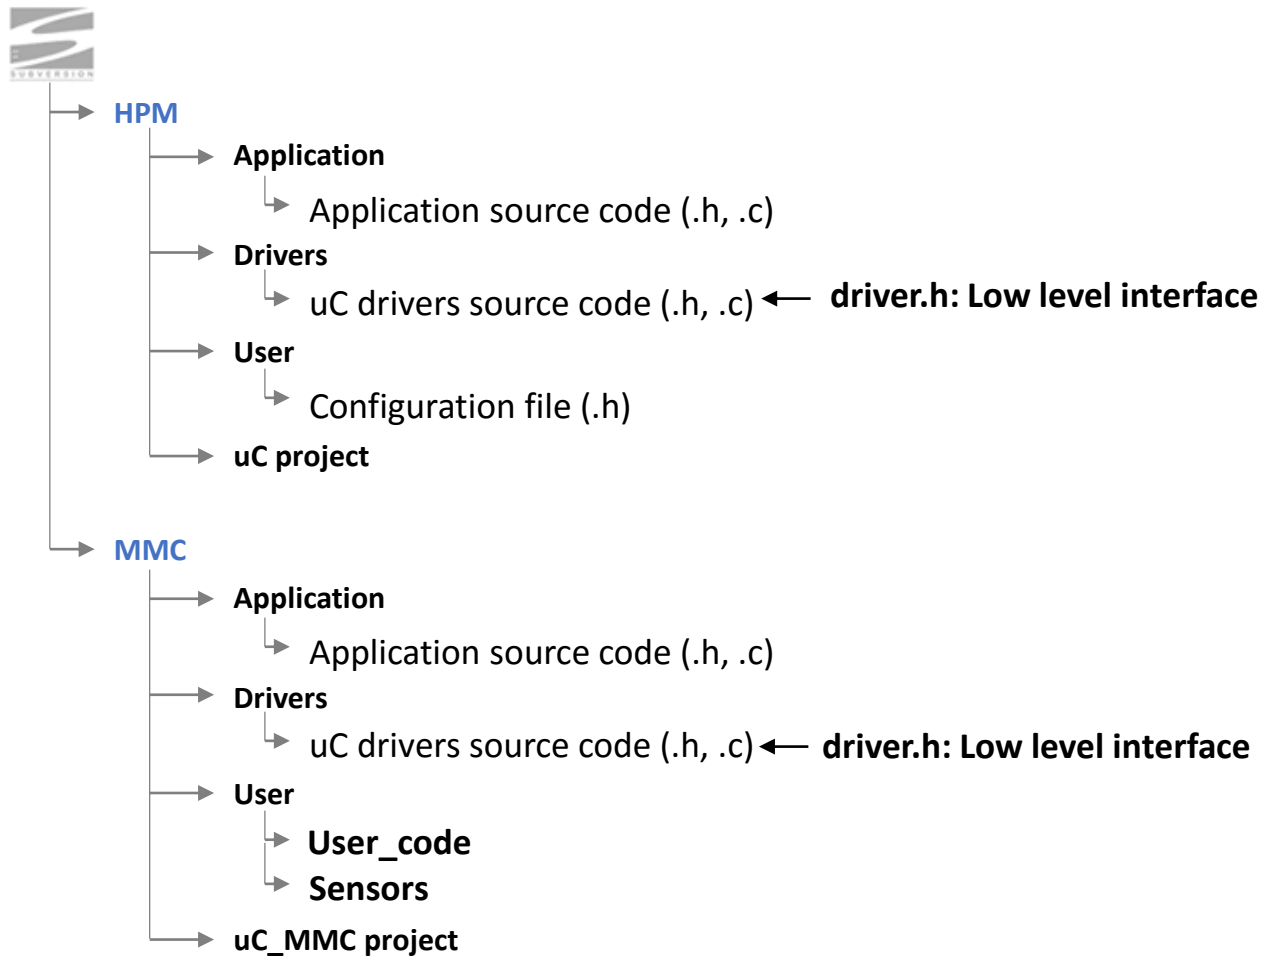 SUBVERSION
HPM
Application
Application source code (.h, .c)
Drivers
uC drivers source code (.h, .c)
driver.h: Low level interface
User
Configuration file (.h)
uC project
MMC
Application
Application source code (.h, .c)
Drivers
uC drivers source code (.h, .c)
driver.h: Low level interface
User
User_code
Sensors
uC_MMC project